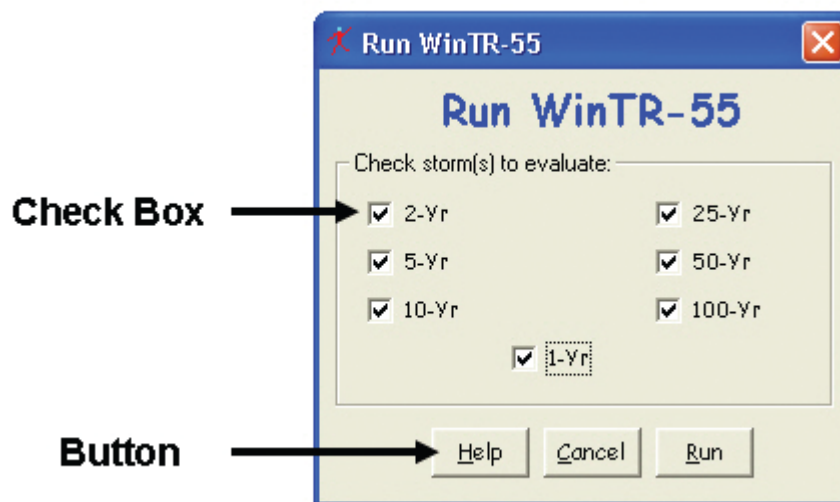 Run WinTR-55
Run WinTR-55
Check storm(s) to evaluate:
Check Box
2-Yr 25-Yr
5-Yr 50-Yr
10-Yr 100-Yr
1-Yr
Button
Help Cancel Run